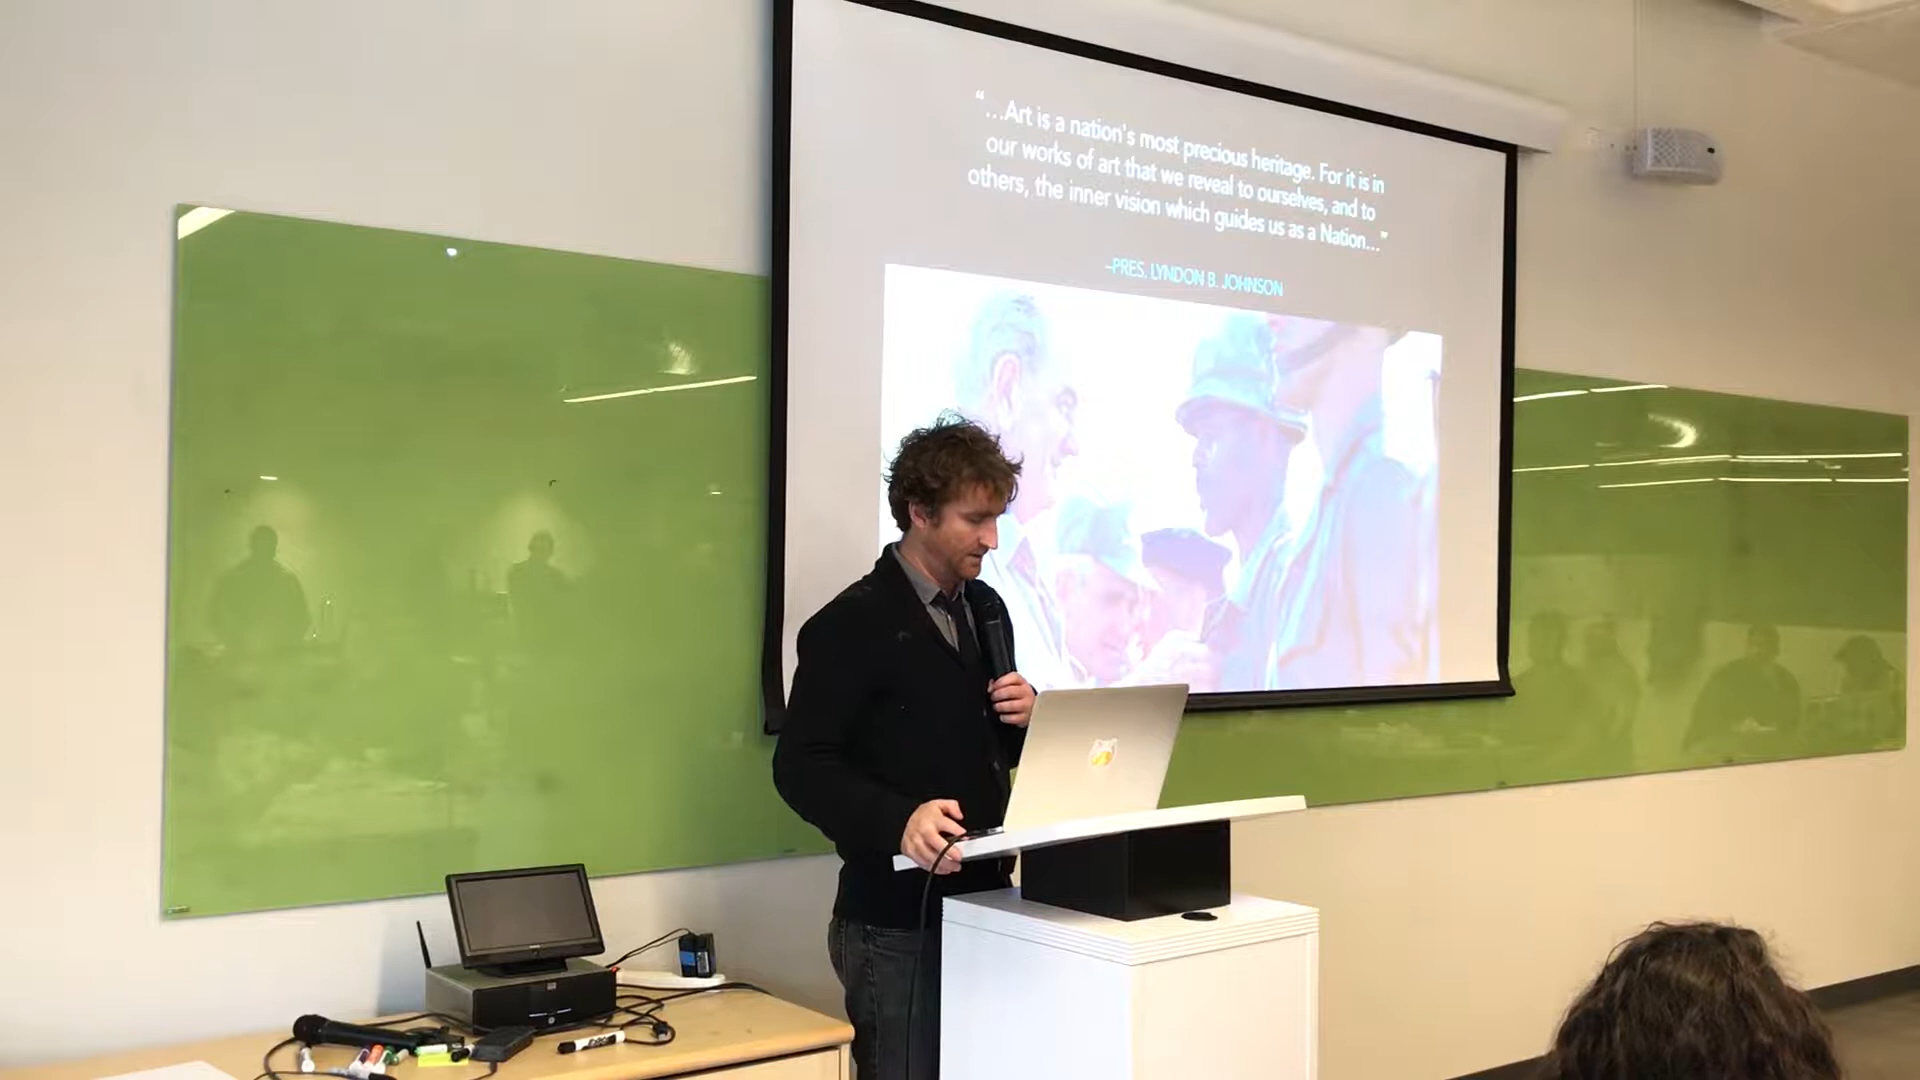 “…Art is a nation's most precious heritage. For it is in
our works of art that we reveal to ourselves, and to
others, the inner vision which guides us as a Nation…”
–PRES. LYNDON B. JOHNSON